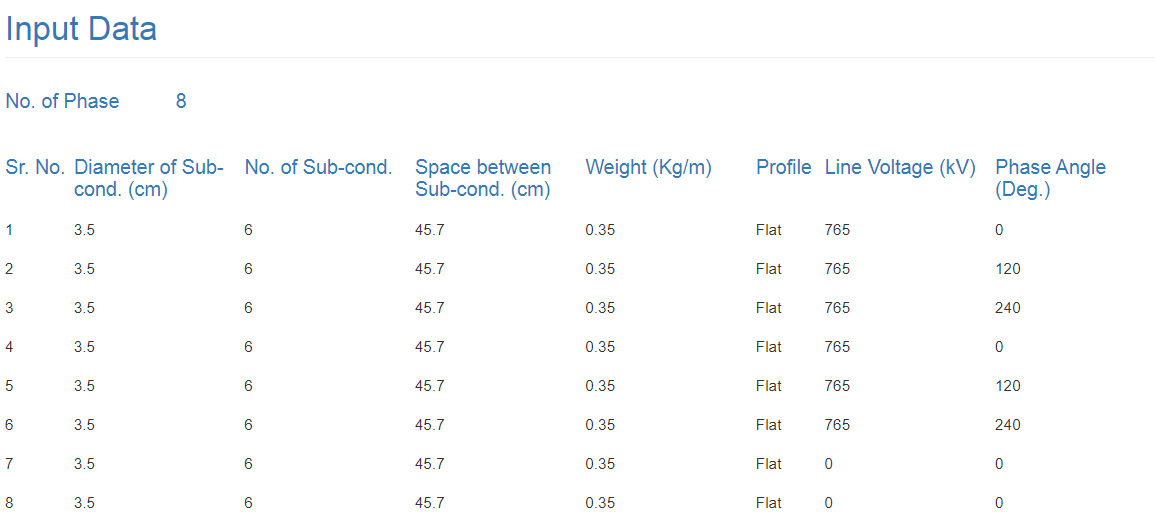 Input Data
No. of Phase 8
Sr. No. Diameter of Sub- No. of Sub-cond. Space between Weight (Kg/m) Profile Line Voltage (kV) Phase Angle
cond. (cm) Sub-cond. (cm) (Deg.)
1 3.5 6 45.7 0.35 Flat 765 0
2 3.5 6 45.7 0.35 Flat 765 120
3 3.5 6 45.7 0.35 Flat 765 240
4 3.5 6 45.7 0.35 Flat 765 0
5 3.5 6 45.7 0.35 Flat 765 120
6 3.5 6 45.7 0.35 Flat 765 240
7 3.5 6 45.7 0.35 Flat 0 0
8 3.5 6 45.7 0.35 Flat 0 0